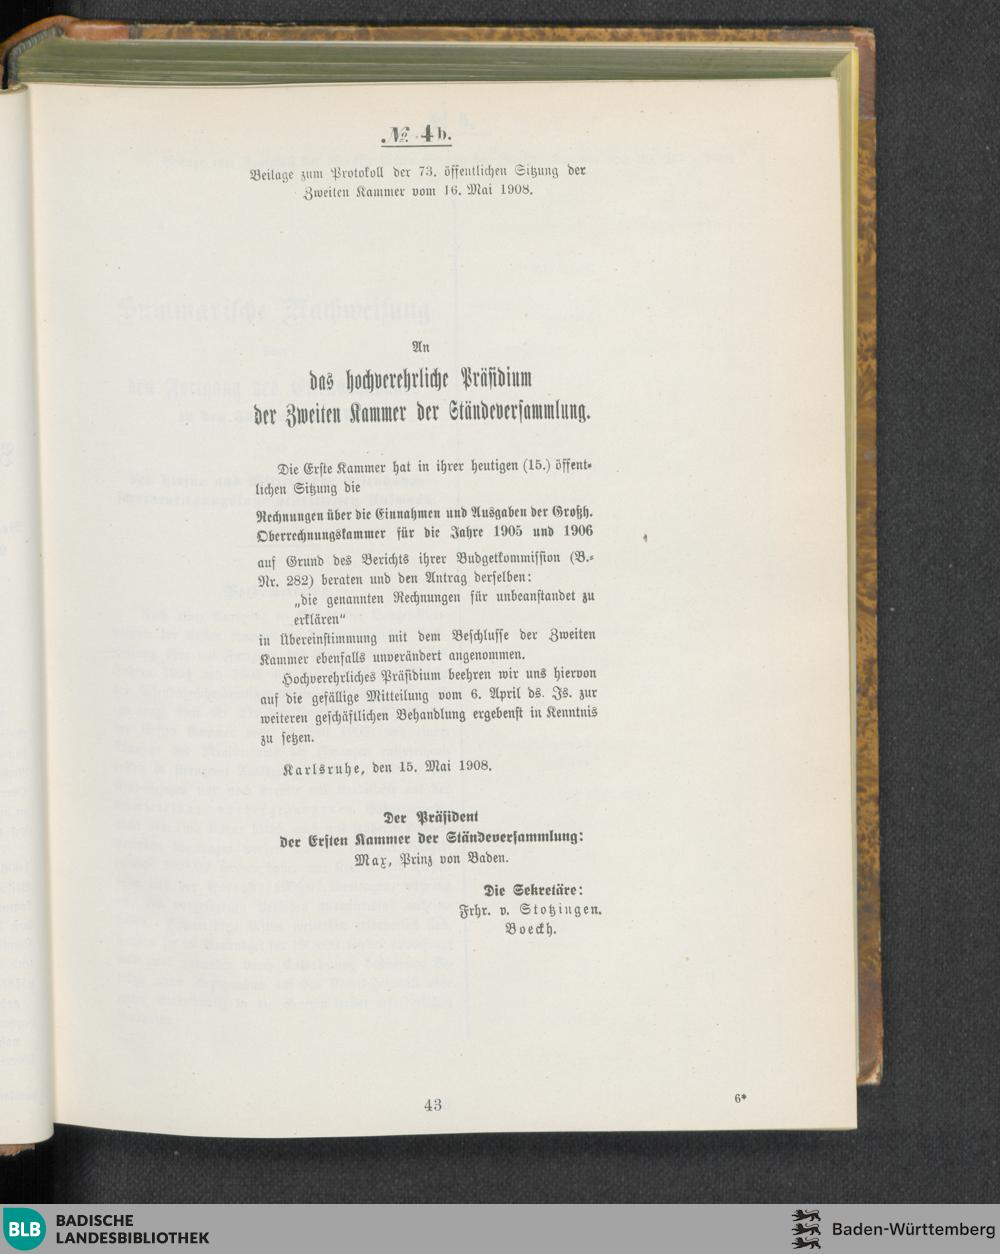 № 4b.
Beilage zum Protokoll der 73. öffentlichen Sitzung der
Zweiten Kammer vom 16. Mai 1908.
An
das hochverehrliche Präsidium
der Zweiten Kammer der Ständeversammlung.
Die Erste Kammer hat in ihrer heutigen (15.) öffent-
lichen Sitzung die
Rechnungen über die Einnahmen und Ausgaben der Großh.
Oberrechnungskammer für die Jahre 1905 und 1906
auf Grund des Berichts ihrer Budgetkommission (B.-
Nr. 282) beraten und den Antrag derselben:
„die genannten Rechnungen für unbeanstandet zu
erklären“
in Übereinstimmung mit dem Beschlusse der Zweiten
Kammer ebenfalls unverändert angenommen.
Hochverehrliches Präsidium beehren wir uns hiervon
auf die gefällige Mitteilung vom 6. April ds. Js. zur
weiteren geschäftlichen Behandlung ergebenst in Kenntnis
zu setzen.
Karlsruhe, den 15. Mai 1908.
Der Präsident
der Ersten Kammer der Ständeversammlung:
Max, Prinz von Baden.
Die Sekretäre:
Frhr. v. Stotzingen.
Boeckh.
43
6*
BLB
BADISCHE
LANDESBIBLIOTHEK
Baden-Württemberg